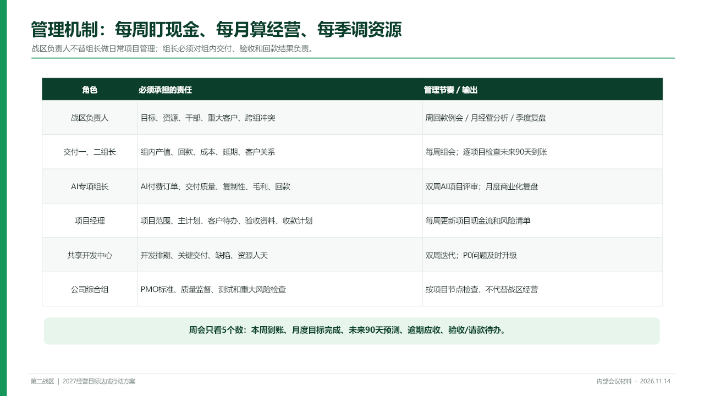 管理机制：每周盯现金、每月算经营、每季调资源
战区负责人不替组长做日常项目管理；组长必须对组内交付、验收和回款结果负责。
角色 必须承担的责任 管理节奏 / 输出
战区负责人 目标、资源、干部、重大客户、跨组冲突 周回款例会 / 月经营分析 / 季度复盘
交付一、二组长 组内产值、回款、成本、延期、客户关系 每周组会；逐项目检查未来90天到账
AI专项组长 AI付费订单、交付质量、复制性、毛利、回款 双周AI项目评审；月度商业化复盘
项目经理 项目范围、主计划、客户待办、验收资料、收款计划 每周更新项目现金流和风险清单
共享开发中心 开发排期、关键交付、缺陷、资源人天 双周迭代；P0问题及时升级
公司综合组 PMO标准、质量监督、测试和重大风险检查 按项目节点检查，不代替战区经营
周会只看5个数：本周到账、月度目标完成、未来90天预测、逾期应收、验收/请款待办。
第二战区 | 2027经营目标达成行动方案 内部会议材料 · 2026.11.14